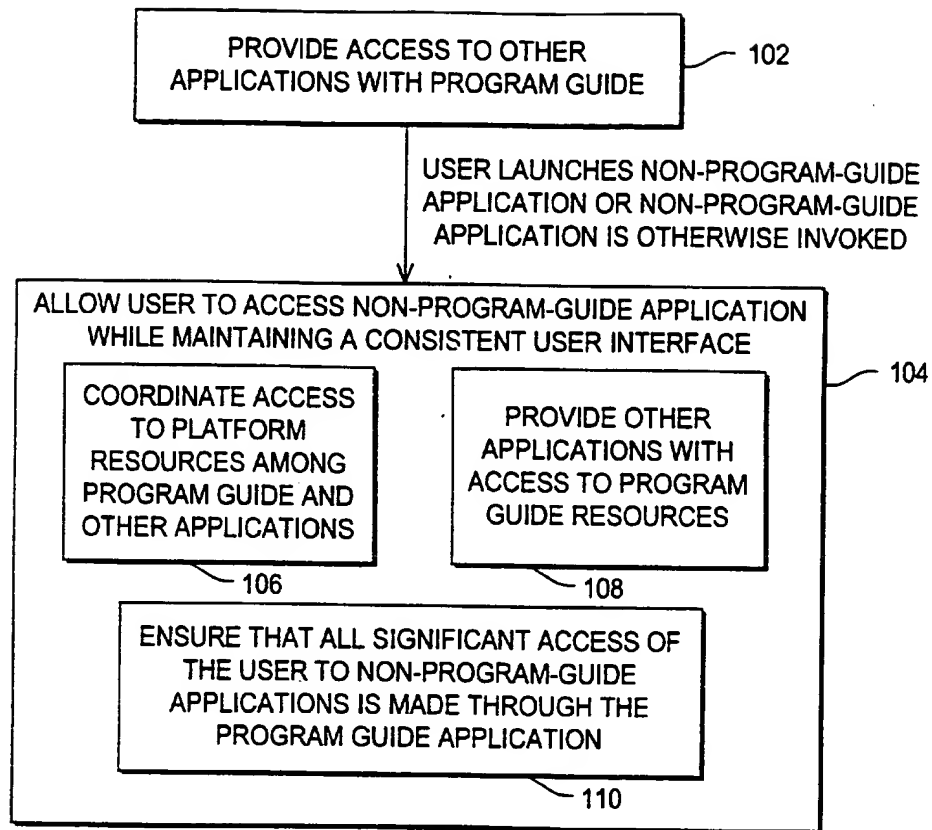 PROVIDE ACCESS TO OTHER
APPLICATIONS WITH PROGRAM GUIDE
102
USER LAUNCHES NON-PROGRAM-GUIDE
APPLICATION OR NON-PROGRAM-GUIDE
APPLICATION IS OTHERWISE INVOKED
ALLOW USER TO ACCESS NON-PROGRAM-GUIDE APPLICATION
WHILE MAINTAINING A CONSISTENT USER INTERFACE
104
COORDINATE ACCESS
TO PLATFORM
RESOURCES AMONG
PROGRAM GUIDE AND
OTHER APPLICATIONS
106
PROVIDE OTHER
APPLICATIONS WITH
ACCESS TO PROGRAM
GUIDE RESOURCES
108
ENSURE THAT ALL SIGNIFICANT ACCESS OF
THE USER TO NON-PROGRAM-GUIDE
APPLICATIONS IS MADE THROUGH THE
PROGRAM GUIDE APPLICATION
110